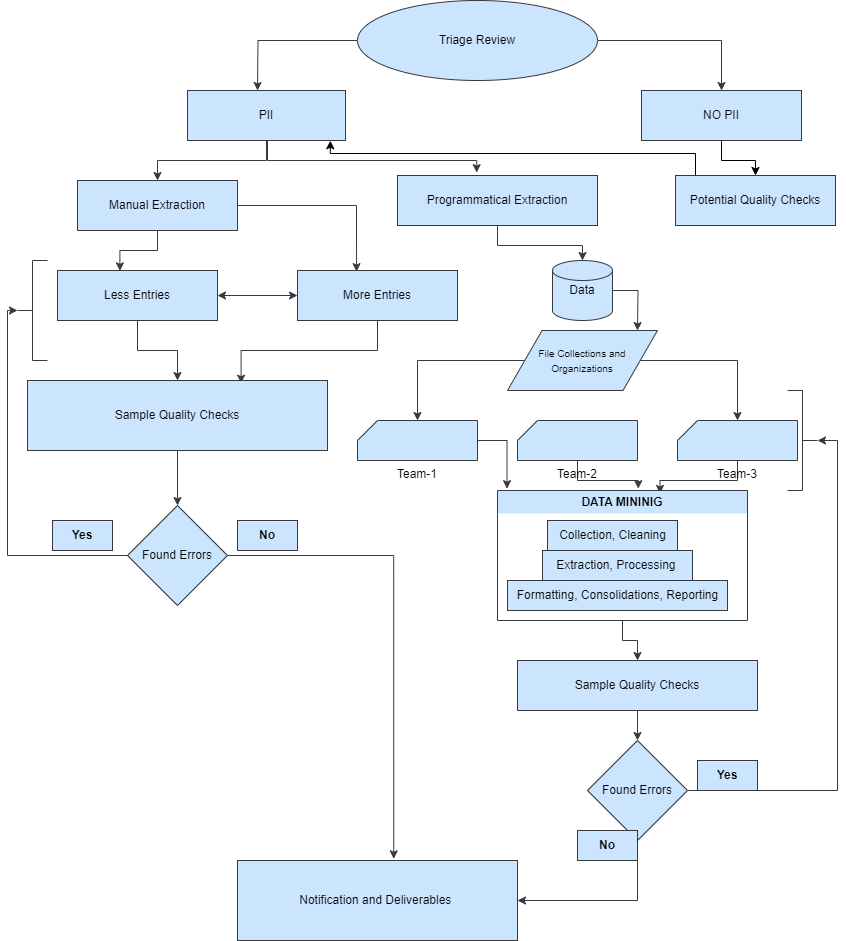 Triage Review
PII
NO PII
Manual Extraction
Programmatical Extraction
Potential Quality Checks
Less Entries
More Entries
Data
File Collections and
Organizations
Sample Quality Checks
Team-1
Team-2
Team-3
DATA MININIG
Collection, Cleaning
Extraction, Processing
Formatting, Consolidations, Reporting
Yes
No
Found Errors
Sample Quality Checks
Found Errors
Yes
No
Notification and Deliverables